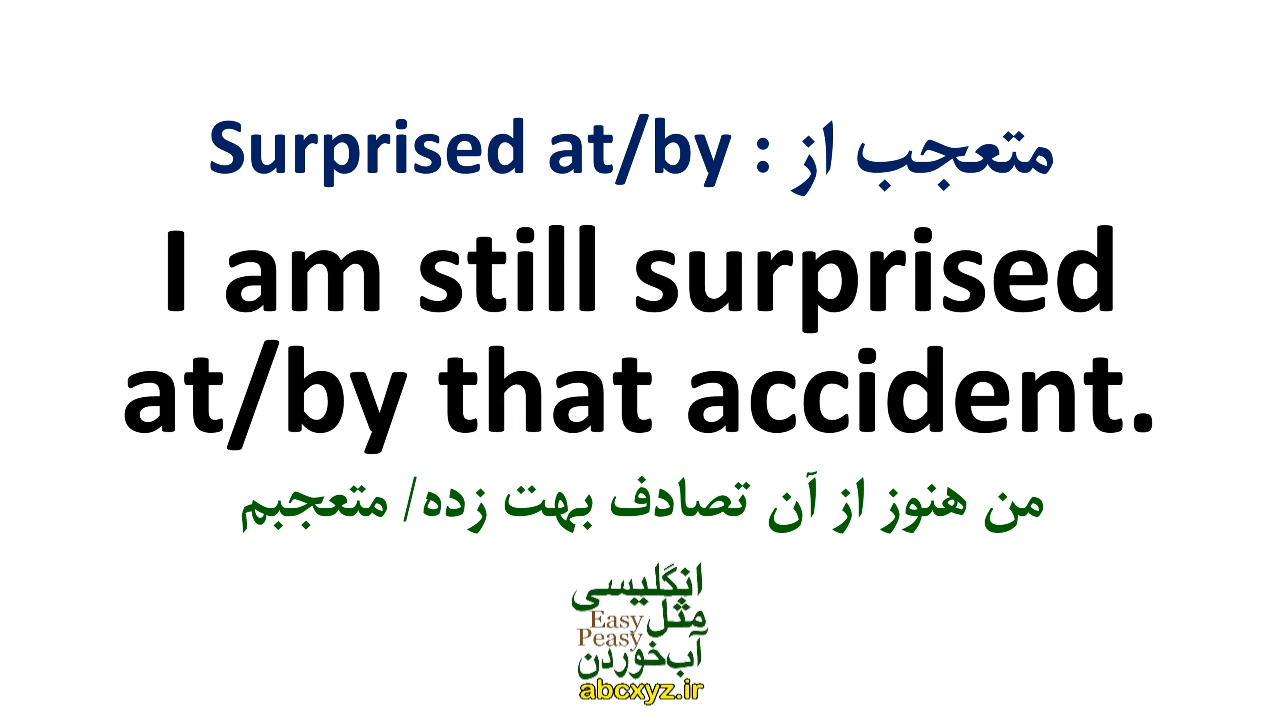 Surprised at/by : متعجب از
I am still surprised
at/by that accident.
من هنوز از آن تصادف بهت زده/ متعجبم
انگلیسی
مثل
Easy
Peasy
آب‌خوردن
abcxyz.ir